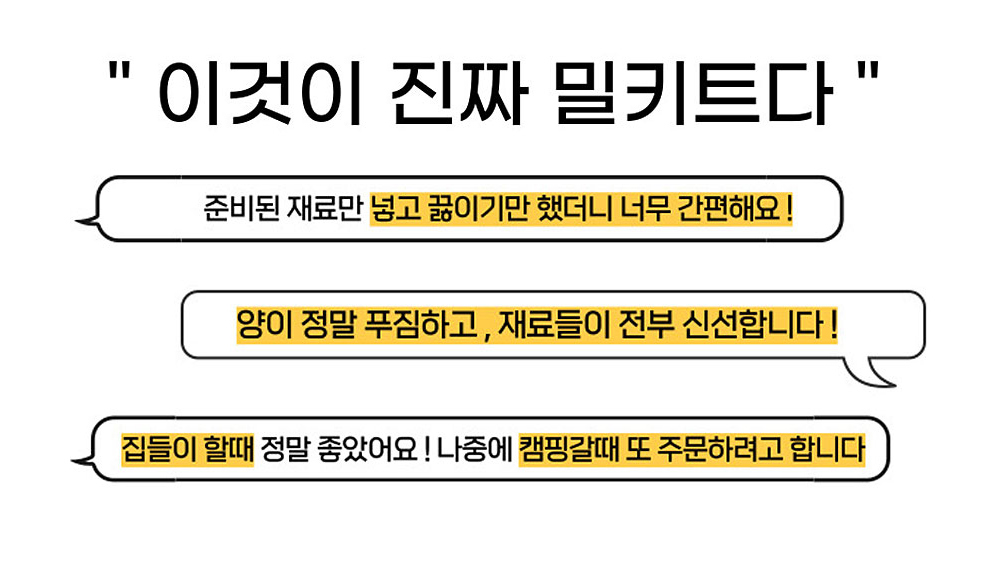 " 이것이 진짜 밀키트다 "
준비된 재료만 넣고 끓이기만 했더니 너무 간편해요 !
양이 정말 푸짐하고 , 재료들이 전부 신선합니다 !
집들이 할때 정말 좋았어요 ! 나중에 캠핑갈때 또 주문하려고 합니다